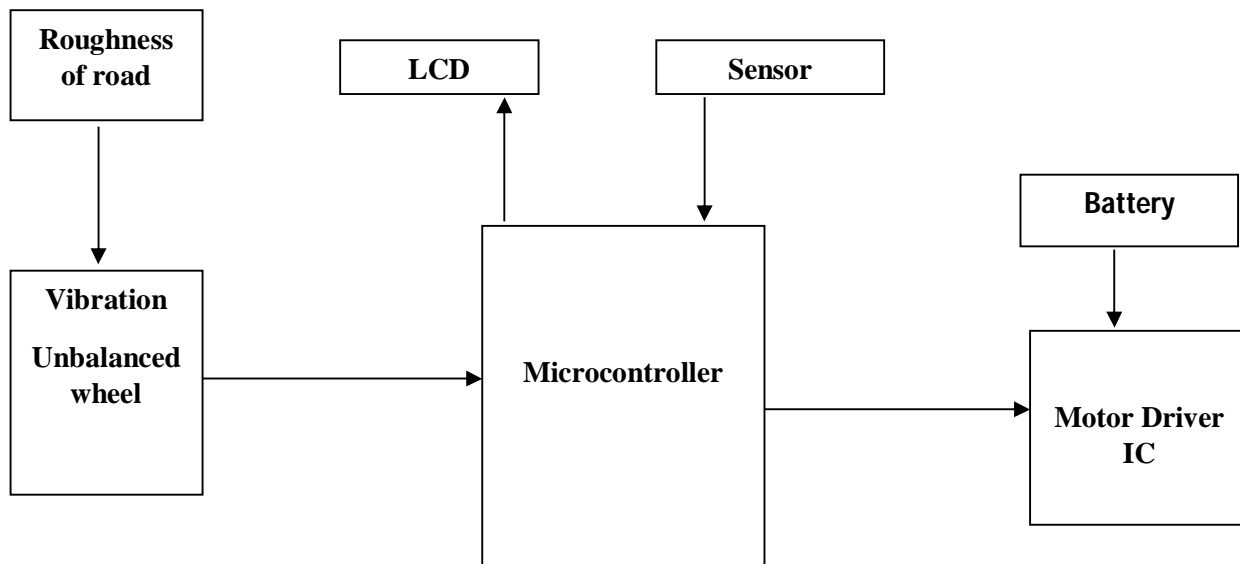 Roughness
of road
LCD
Sensor
Battery
Vibration
Unbalanced
wheel
Microcontroller
Motor Driver
IC